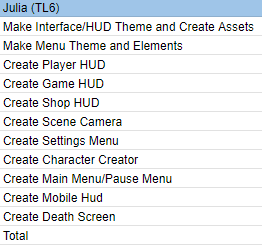 Julia (TL6)
Make Interface/HUD Theme and Create Assets
Make Menu Theme and Elements
Create Player HUD
Create Game HUD
Create Shop HUD
Create Scene Camera
Create Settings Menu
Create Character Creator
Create Main Menu/Pause Menu
Create Mobile Hud
Create Death Screen
Total